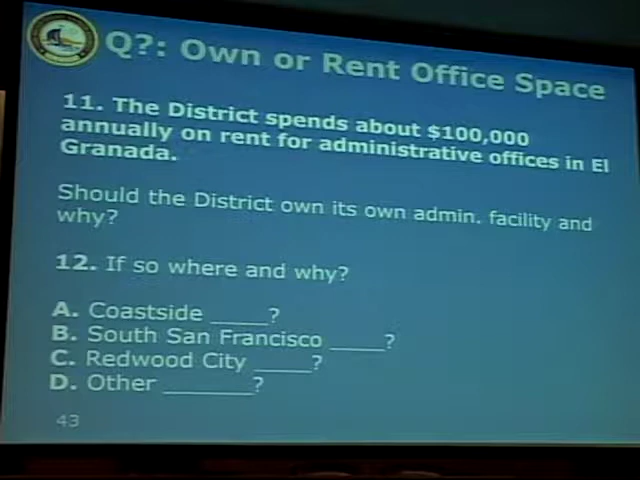 Q?: Own or Rent Office Space
11. The District spends about $100,000
annually on rent for administrative offices in El
Granada.
Should the District own its own admin. facility and
why?
12. If so where and why?
A. Coastside _____?
B. South San Francisco _____?
C. Redwood City _____?
D. Other ________?
43